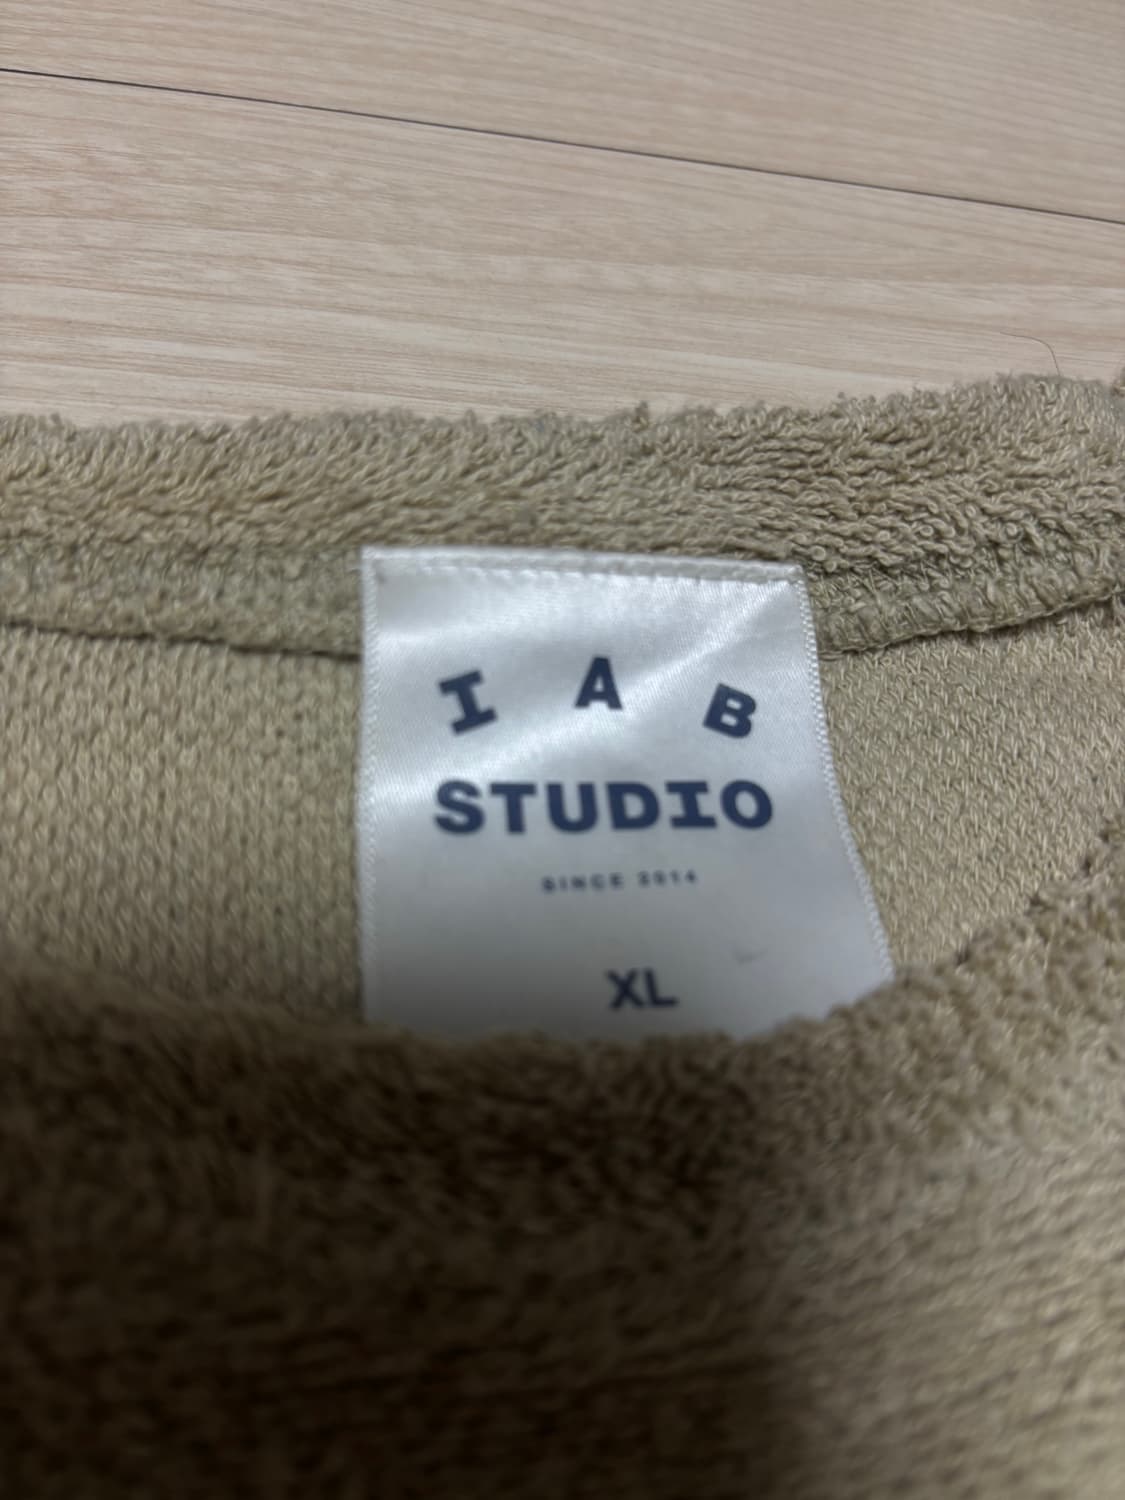 I A B
STUDIO
SINCE 2014
XL